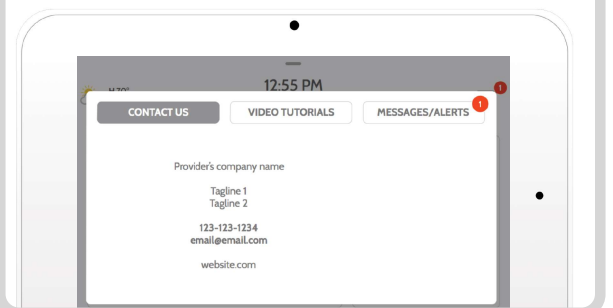 12:55 PM
1
CONTACT US
VIDEO TUTORIALS
MESSAGES/ALERTS
1
Provider's company name
Tagline 1
Tagline 2
123-123-1234
email@email.com
website.com